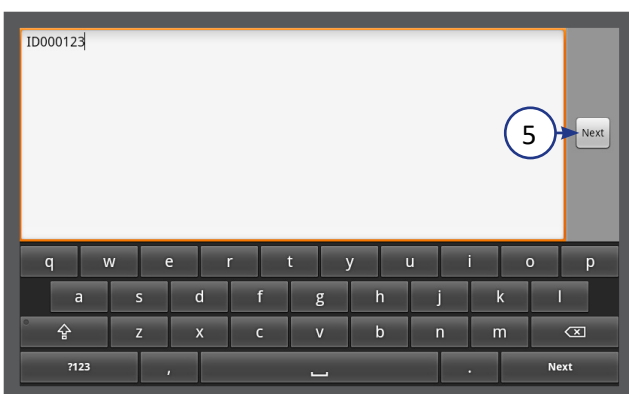 ID000123
5
Next
q w e r t y u i o p
a s d f g h j k l
z x c v b n m
?123 , . Next